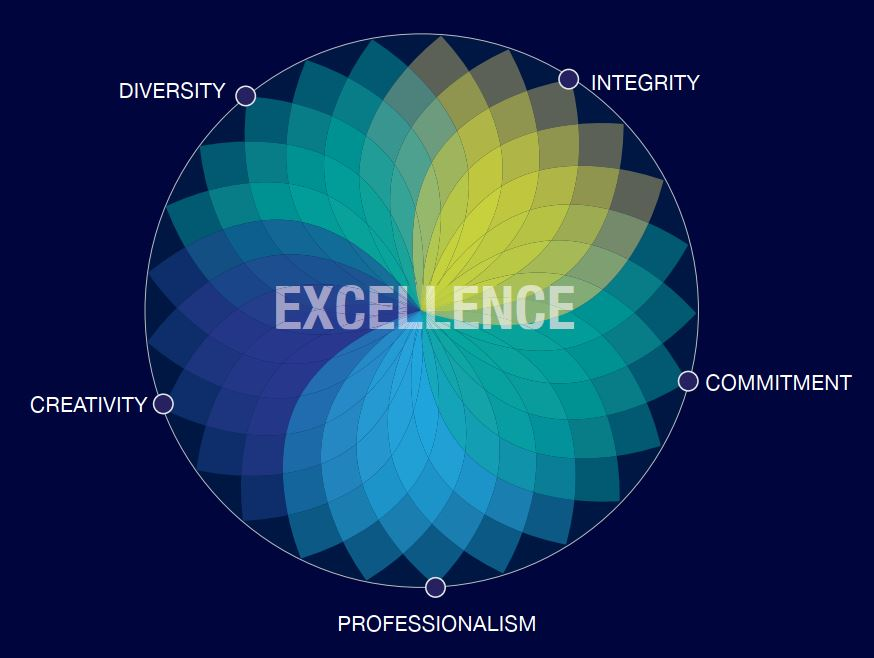 INTEGRITY
DIVERSITY
EXCELLENCE
COMMITMENT
CREATIVITY
PROFESSIONALISM